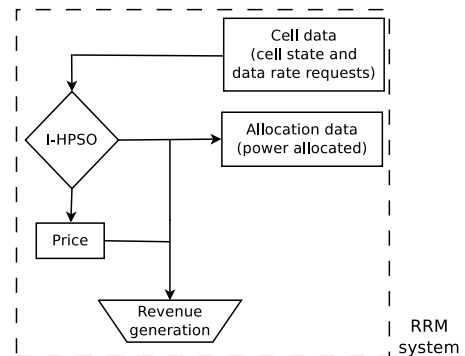 Cell data
(cell state and
data rate requests)
I-HPSO
Allocation data
(power allocated)
Price
Revenue
generation
RRM
system